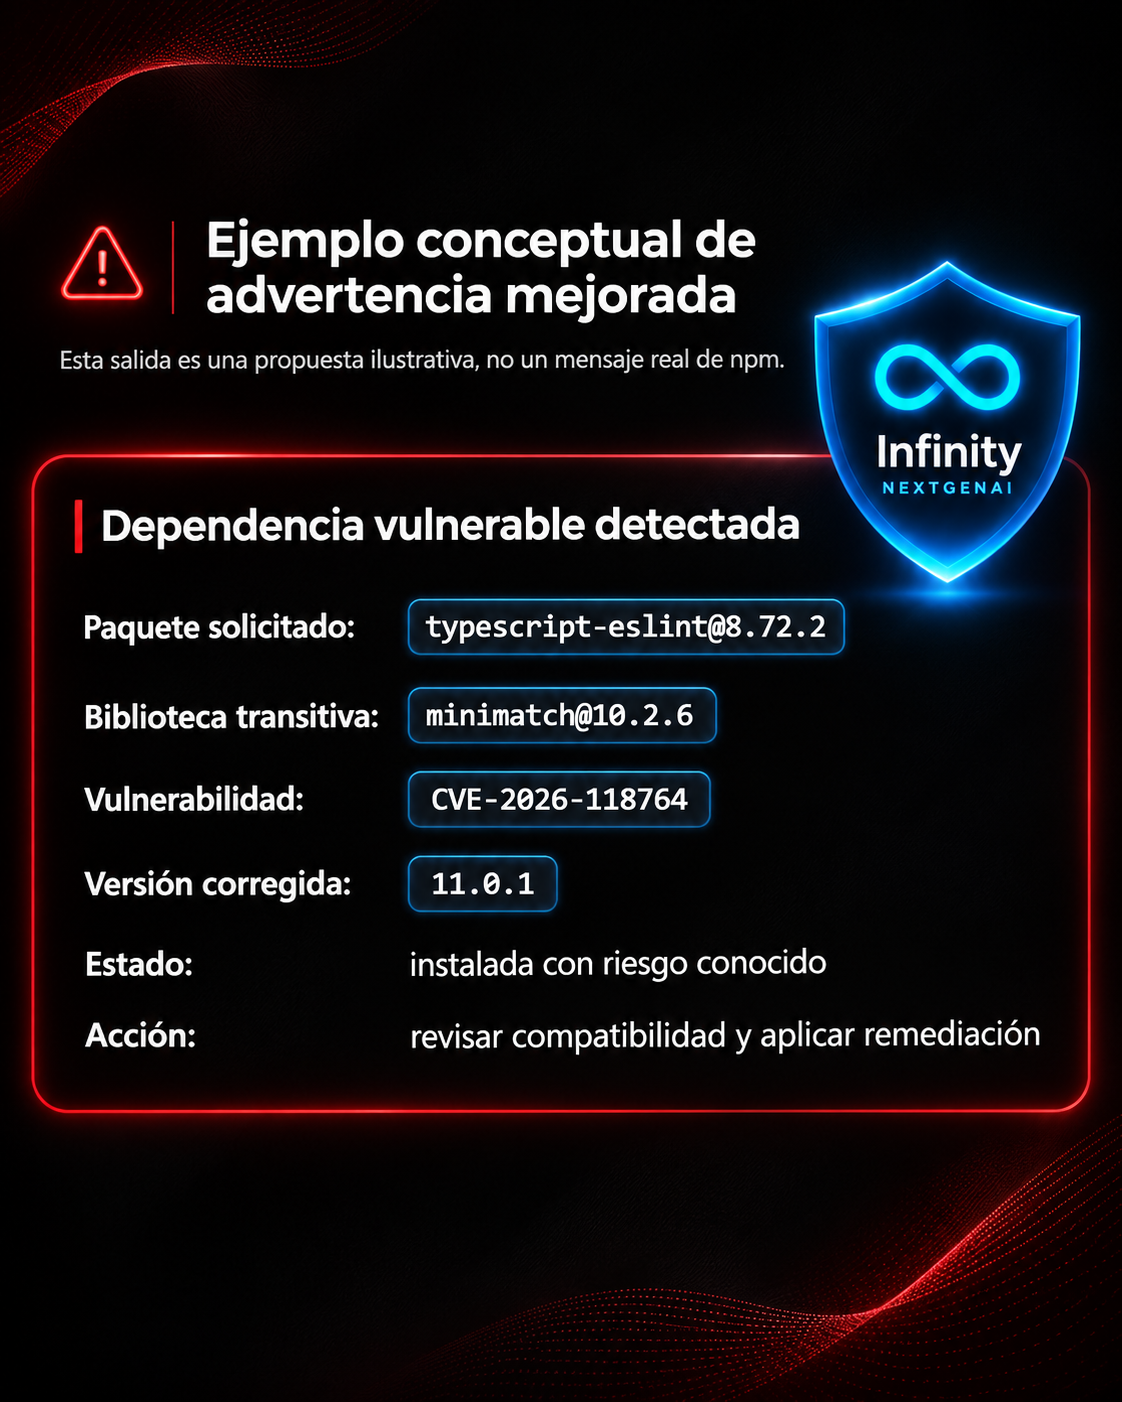 Ejemplo conceptual de
advertencia mejorada
Esta salida es una propuesta ilustrativa, no un mensaje real de npm.
Infinity
NEXTGENAI
Dependencia vulnerable detectada
Paquete solicitado: typescript-eslint@8.72.2
Biblioteca transitiva: minimatch@10.2.6
Vulnerabilidad: CVE-2026-118764
Versión corregida: 11.0.1
Estado: instalada con riesgo conocido
Acción: revisar compatibilidad y aplicar remediación